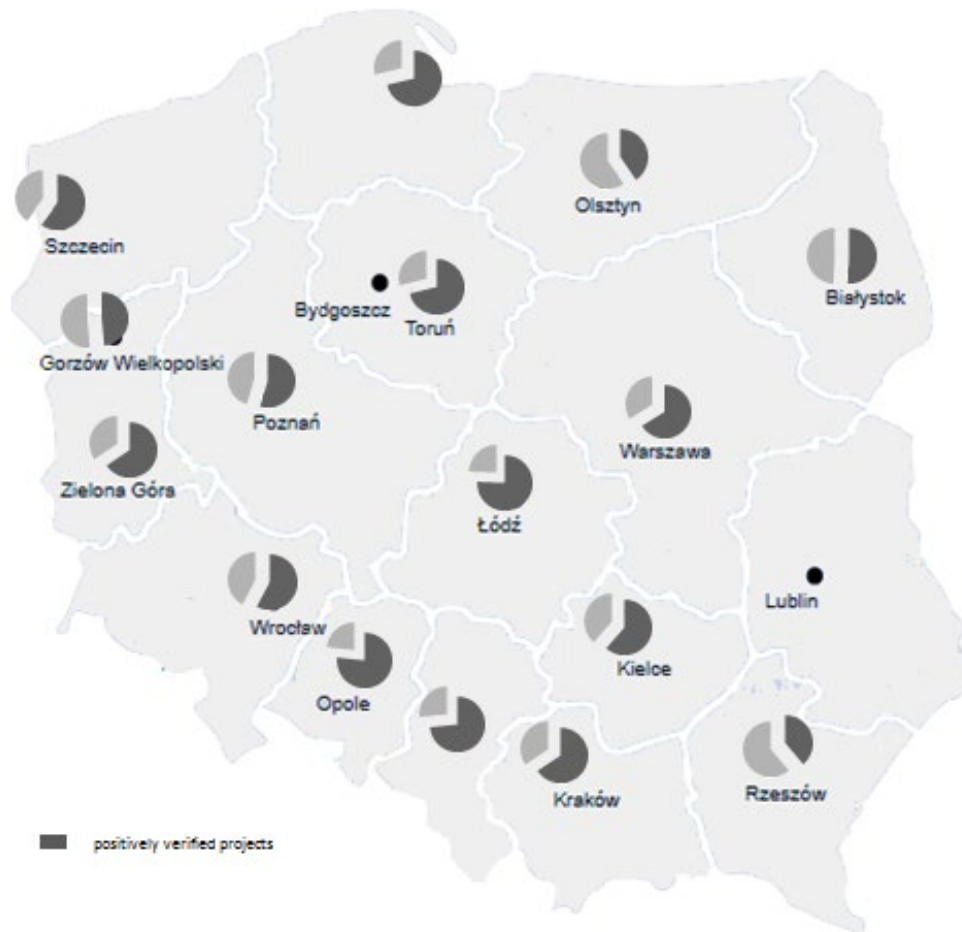 Olsztyn
Szczecin
Białystok
Bydgoszcz
Toruń
Gorzów Wielkopolski
Poznań
Warszawa
Zielona Góra
Łódź
Lublin
Wrocław
Kielce
Opole
Rzeszów
Kraków
positively verified projects